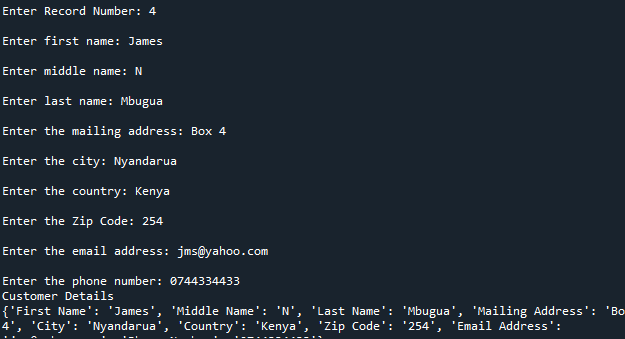 Enter Record Number: 4
Enter first name: James
Enter middle name: N
Enter last name: Mbugua
Enter the mailing address: Box 4
Enter the city: Nyandarua
Enter the country: Kenya
Enter the Zip Code: 254
Enter the email address: jms@yahoo.com
Enter the phone number: 0744334433
Customer Details
{'First Name': 'James', 'Middle Name': 'N', 'Last Name': 'Mbugua', 'Mailing Address': 'Bo
4', 'City': 'Nyandarua', 'Country': 'Kenya', 'Zip Code': '254', 'Email Address':